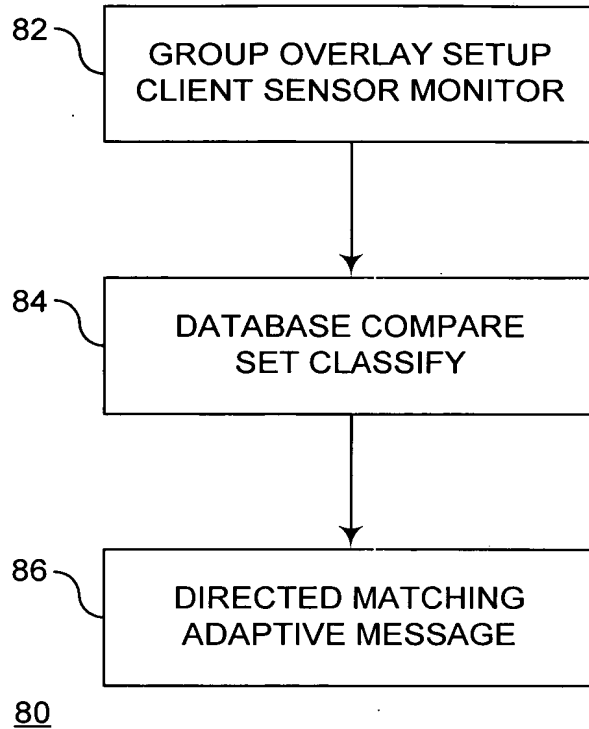 82
GROUP OVERLAY SETUP
CLIENT SENSOR MONITOR
84
DATABASE COMPARE
SET CLASSIFY
86
DIRECTED MATCHING
ADAPTIVE MESSAGE
80